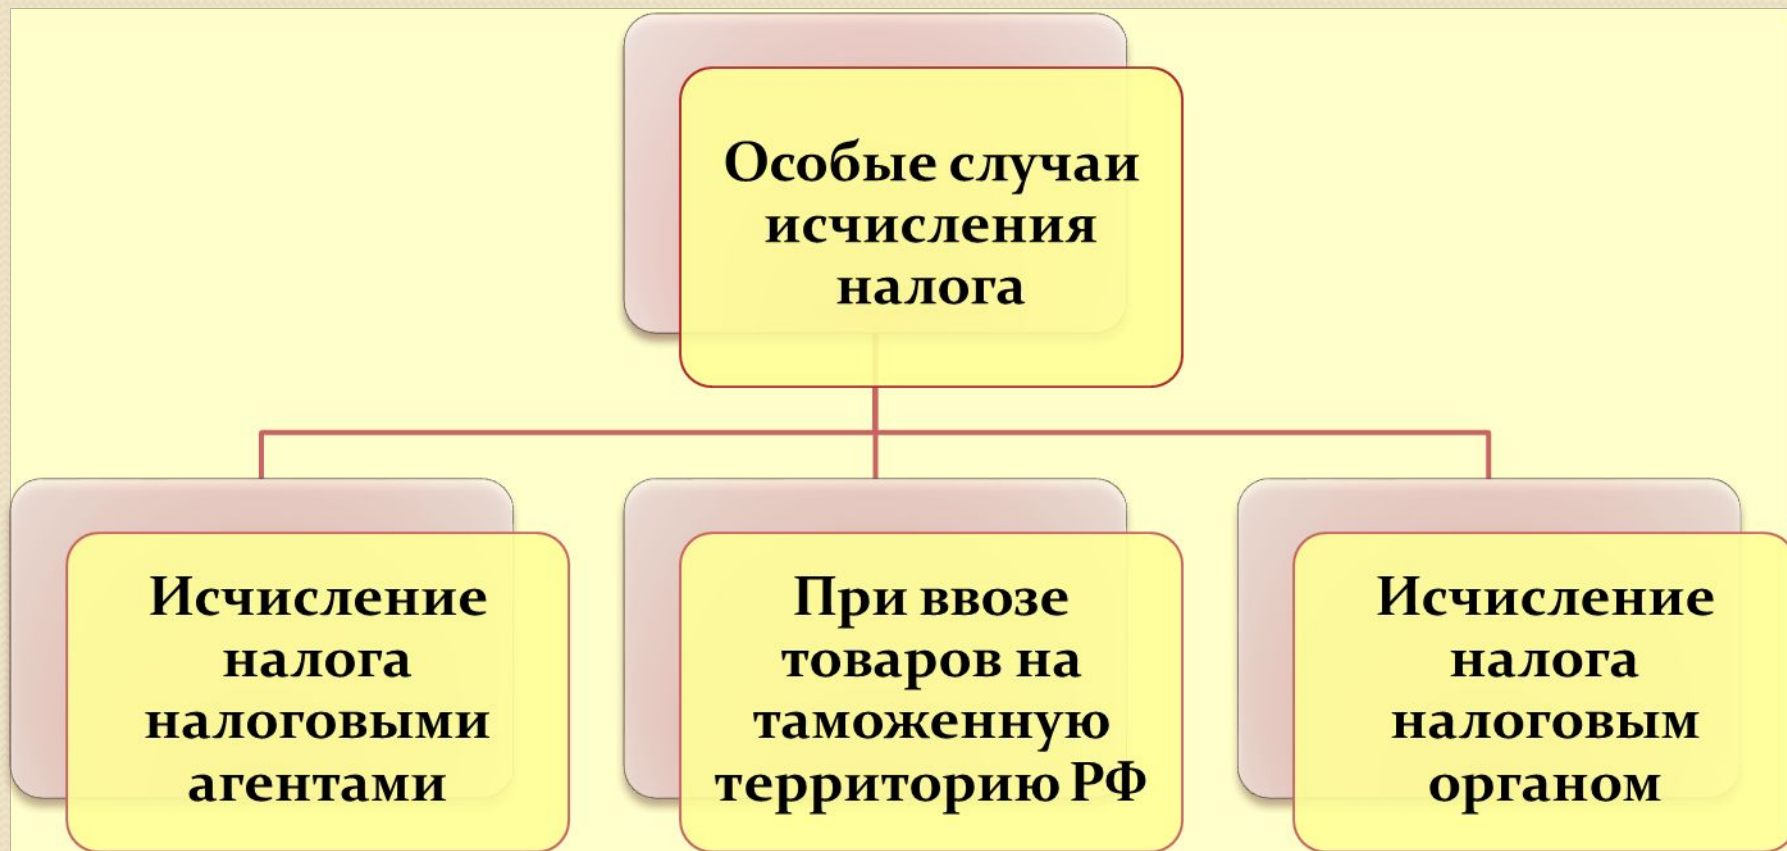 Особые случаи
исчисления
налога
Исчисление
налога
налоговыми
агентами
При ввозе
товаров на
таможенную
территорию РФ
Исчисление
налога
налоговым
органом